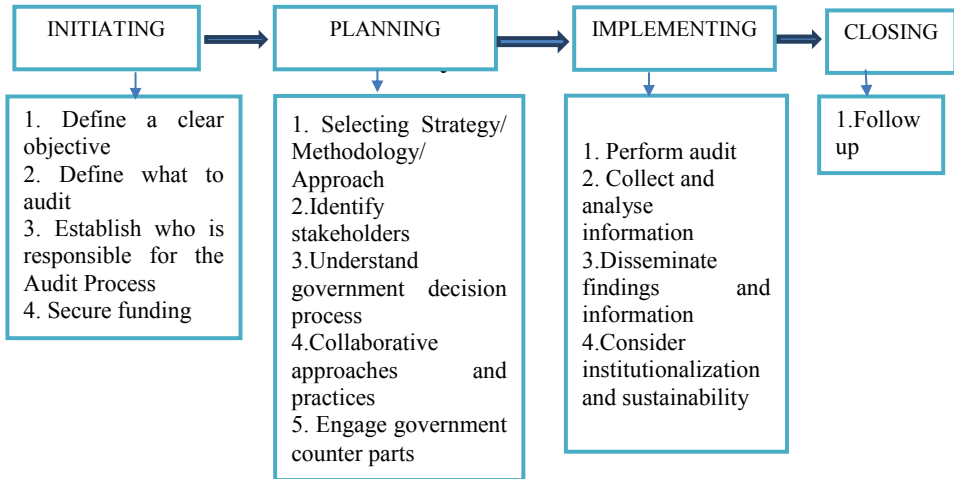 INITIATING
PLANNING
IMPLEMENTING
CLOSING
1. Define a clear
objective
2. Define what to
audit
3. Establish who is
responsible for the
Audit Process
4. Secure funding
1. Selecting Strategy/
Methodology/
Approach
2.Identify
stakeholders
3.Understand
government decision
process
4.Collaborative
approaches and
practices
5. Engage government
counter parts
1. Perform audit
2. Collect and
analyse
information
3.Disseminate
findings and
information
4.Consider
institutionalization
and sustainability
1.Follow
up